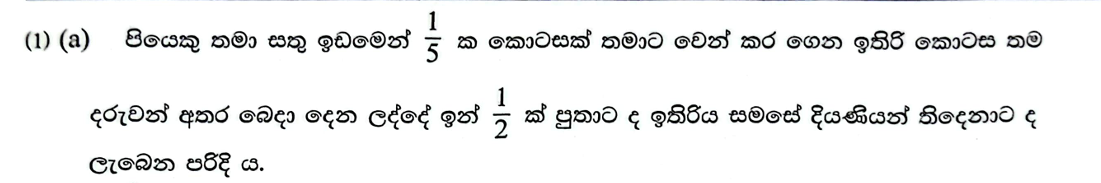 (1) (a) පියෙකු තමා සතු ඉඩමෙන් 1/5 ක කොටසක් තමාට වෙන් කර ගෙන ඉතිරි කොටස තම
දරුවන් අතර බෙදා දෙන ලද්දේ ඉන් 1/2 ක් පුතාට ද ඉතිරිය සමසේ දියණියන් තිදෙනාට ද
ලැබෙන පරිදි ය.